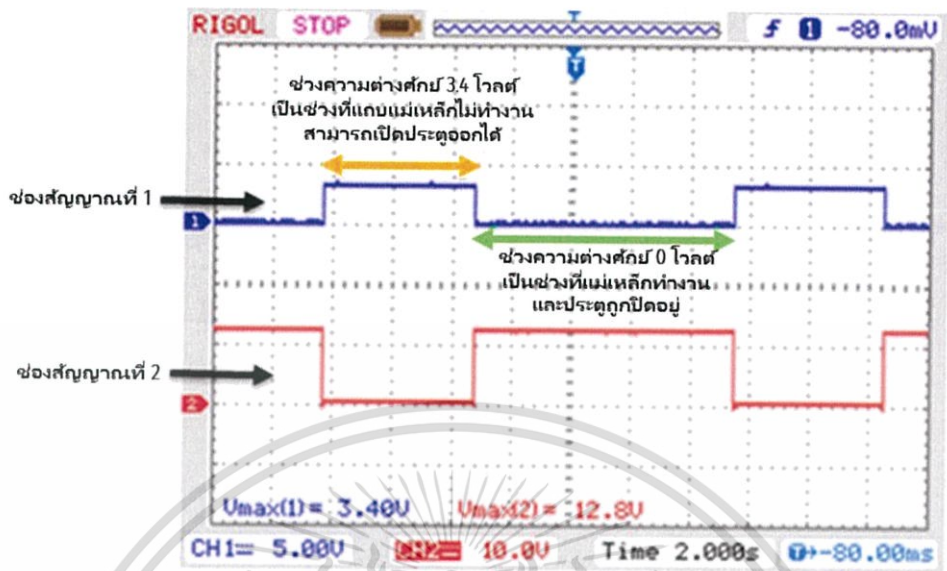 RIGOL STOP T f 1 -80.0mV
T
ช่วงความต่างศักย์ 3.4 โวลต์
เป็นช่วงที่แถบแม่เหล็กไม่ทำงาน
สามารถเปิดประตูออกได้
ช่องสัญญาณที่ 1
1
ช่วงความต่างศักย์ 0 โวลต์
เป็นช่วงที่แม่เหล็กทำงาน
และประตูถูกปิดอยู่
ช่องสัญญาณที่ 2
2
Vmax(1)= 3.40V Vmax(2)= 12.8V
CH1= 5.00V CH2= 10.0V Time 2.000s T→-80.00ms